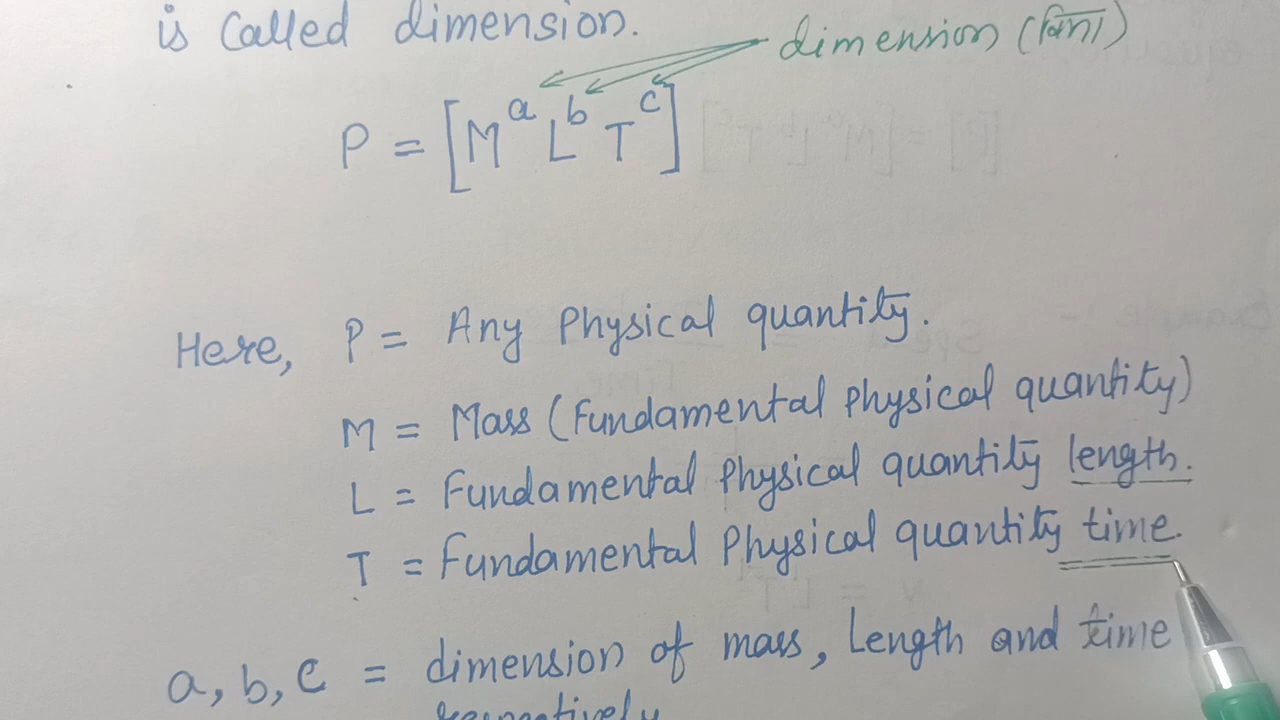 is Called dimension.
dimension (विमा)
P = [M^a L^b T^c]
Here, P = Any Physical quantity.
M = Mass (Fundamental Physical quantity)
L = Fundamental Physical quantity length.
T = Fundamental Physical quantity time.
a, b, c = dimension of mass, Length and time
respectively